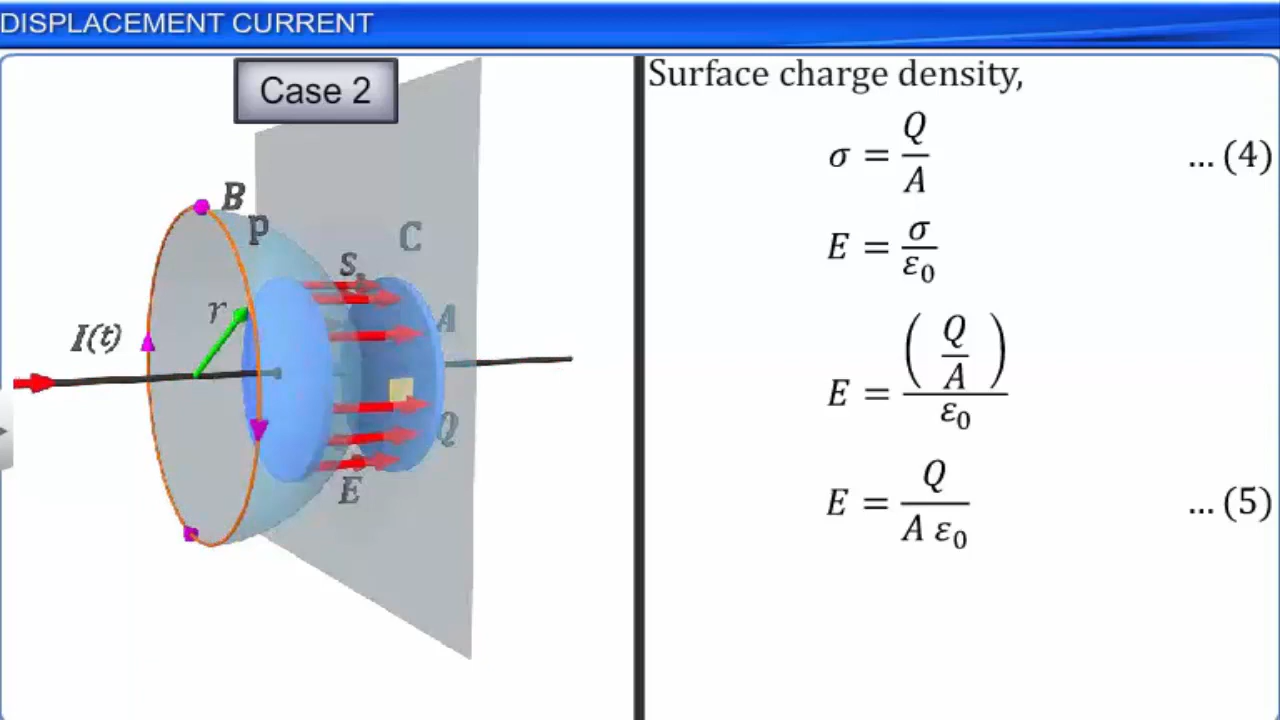 DISPLACEMENT CURRENT
Case 2
B
p
C
S
r
A
I(t)
Q
E
Surface charge density,
σ = Q/A ... (4)
E = σ/ε₀
E = (Q/A)/ε₀
E = Q/(A ε₀) ... (5)